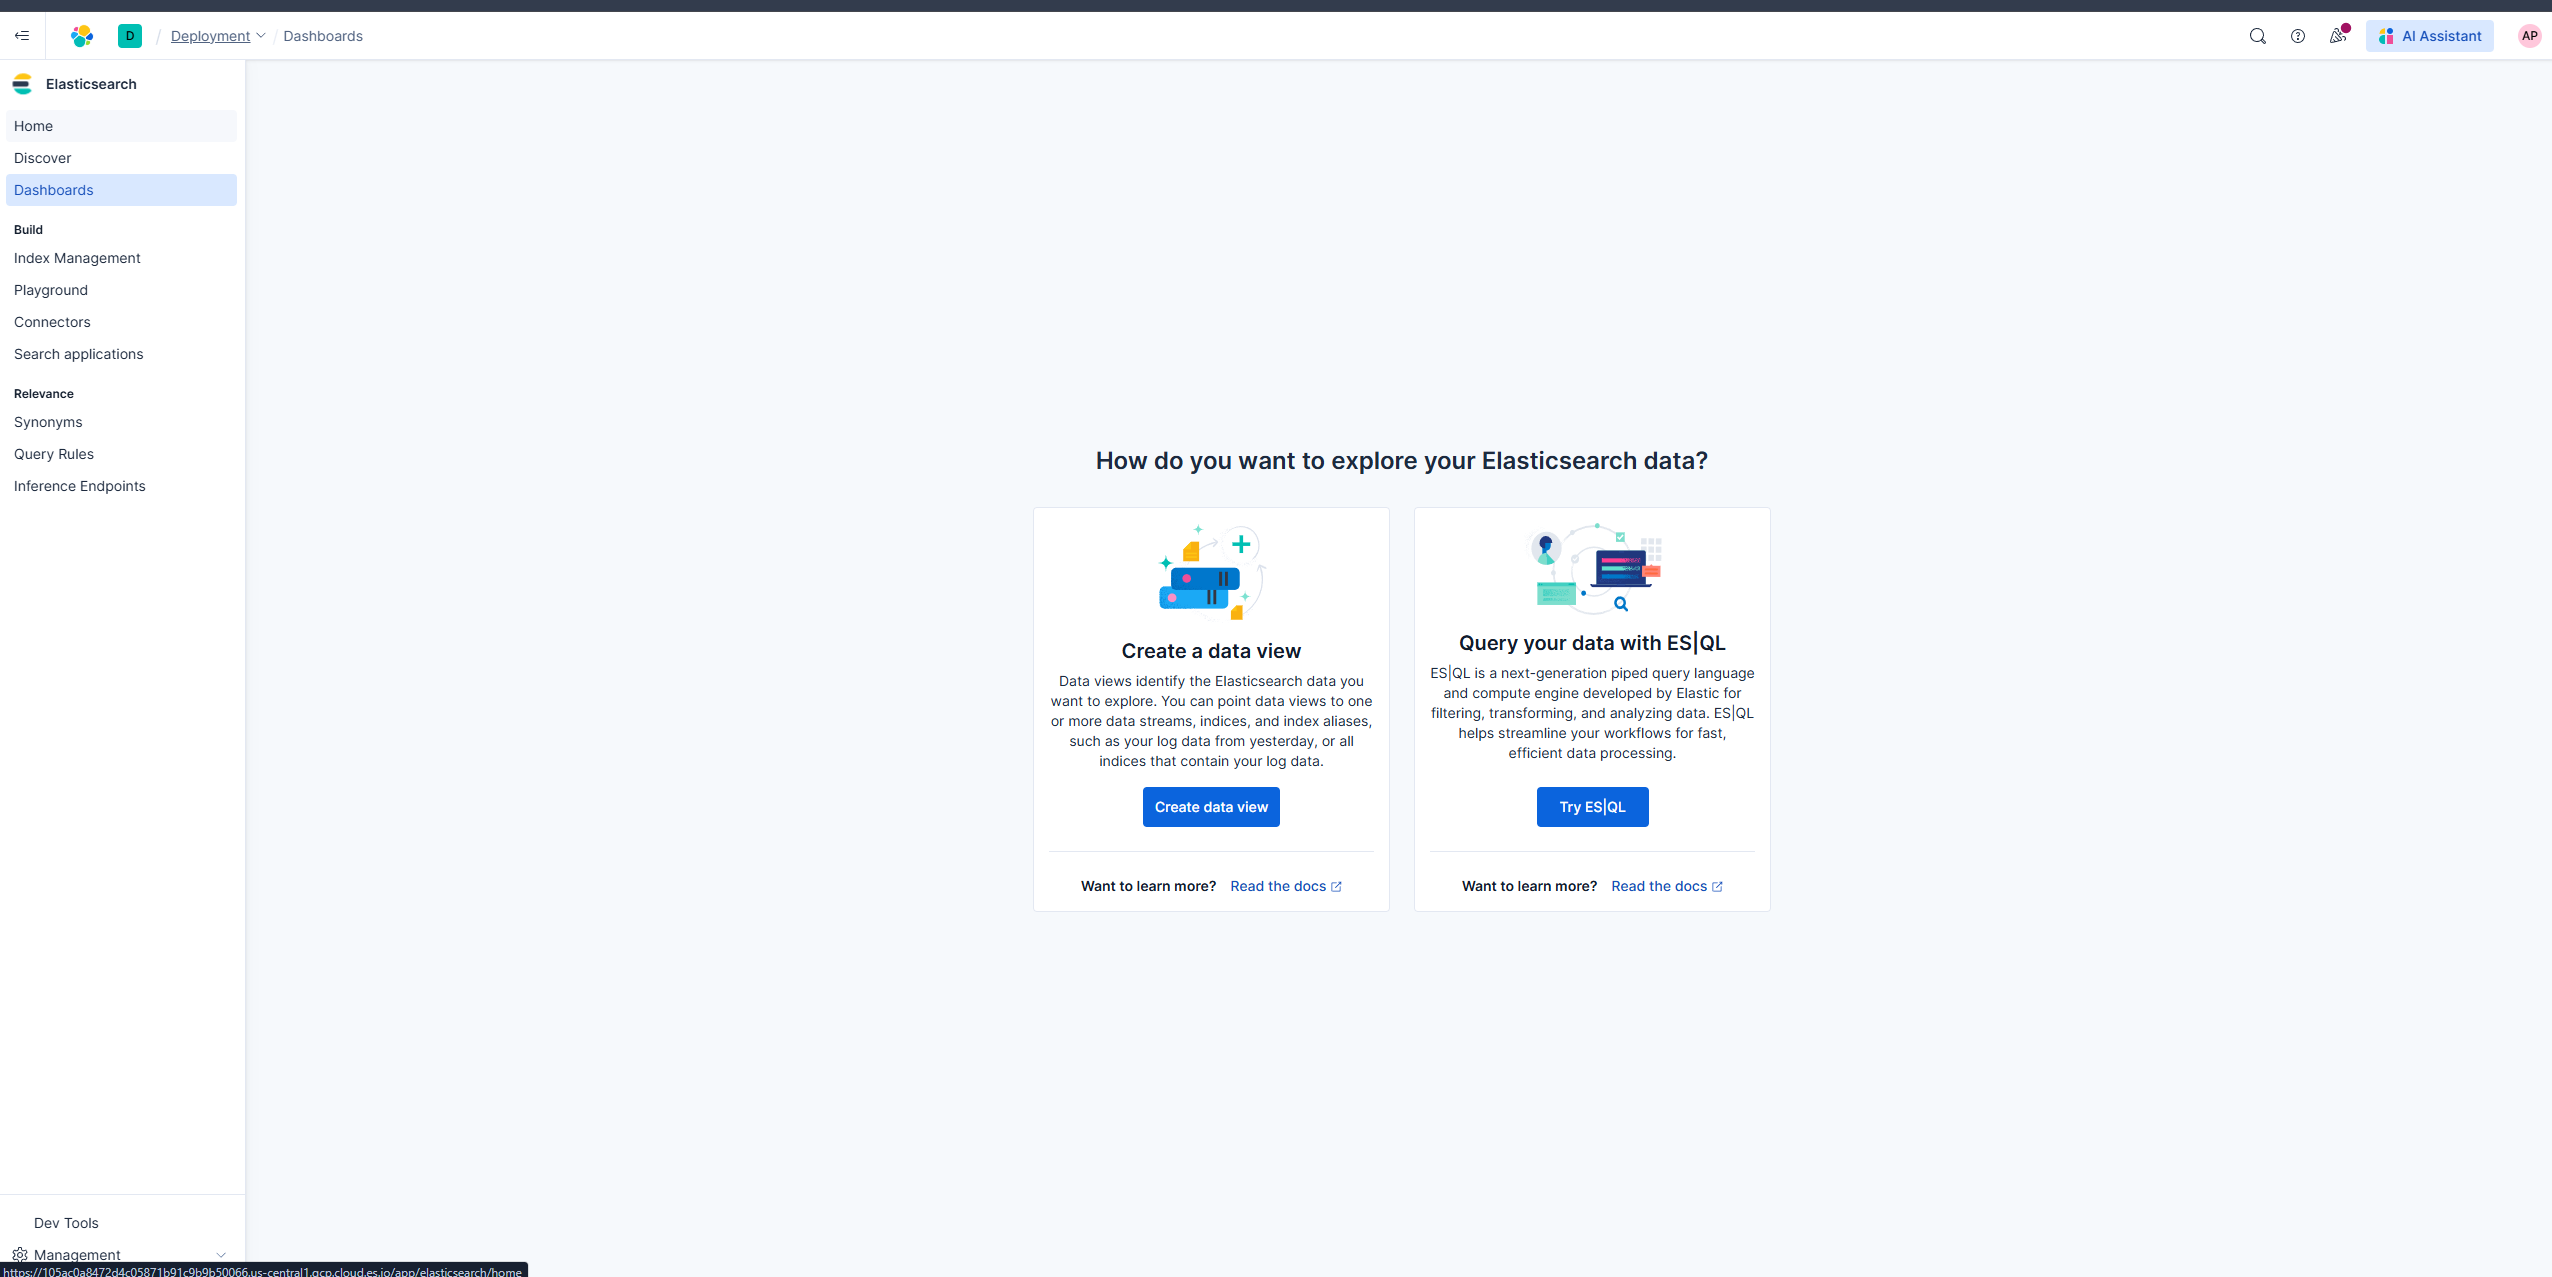 D / Deployment / Dashboards
AI Assistant
AP
Elasticsearch
Home
Discover
Dashboards
Build
Index Management
Playground
Connectors
Search applications
Relevance
Synonyms
Query Rules
Inference Endpoints
How do you want to explore your Elasticsearch data?
Create a data view
Data views identify the Elasticsearch data you
want to explore. You can point data views to one
or more data streams, indices, and index aliases,
such as your log data from yesterday, or all
indices that contain your log data.
Create data view
Want to learn more? Read the docs
Query your data with ES|QL
ES|QL is a next-generation piped query language
and compute engine developed by Elastic for
filtering, transforming, and analyzing data. ES|QL
helps streamline your workflows for fast,
efficient data processing.
Try ES|QL
Want to learn more? Read the docs
Dev Tools
Management
https://105ac0a8472d4c05871b91c9b9b50066.us-central1.gcp.cloud.es.io/app/elasticsearch/home